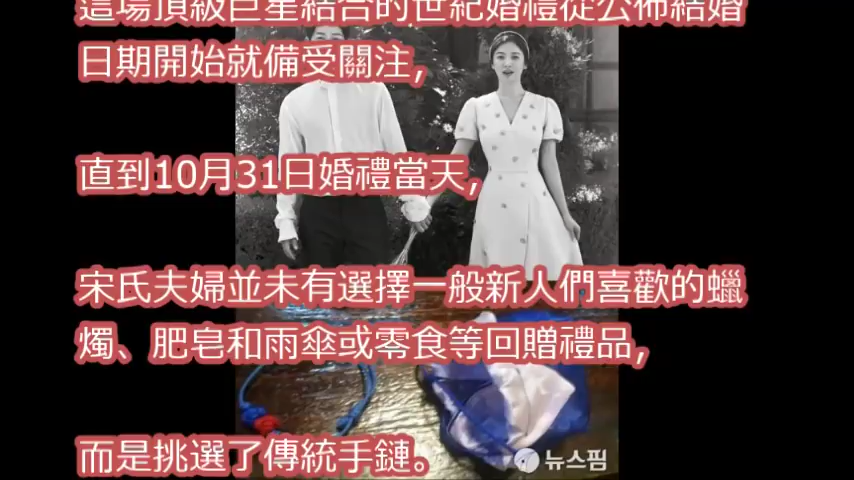 這場頂級巨星結合的世紀婚禮從公佈結婚
日期開始就備受關注，
直到10月31日婚禮當天，
宋氏夫婦並未有選擇一般新人們喜歡的蠟
燭、肥皂和雨傘或零食等回贈禮品，
而是挑選了傳統手鏈。
뉴스핌